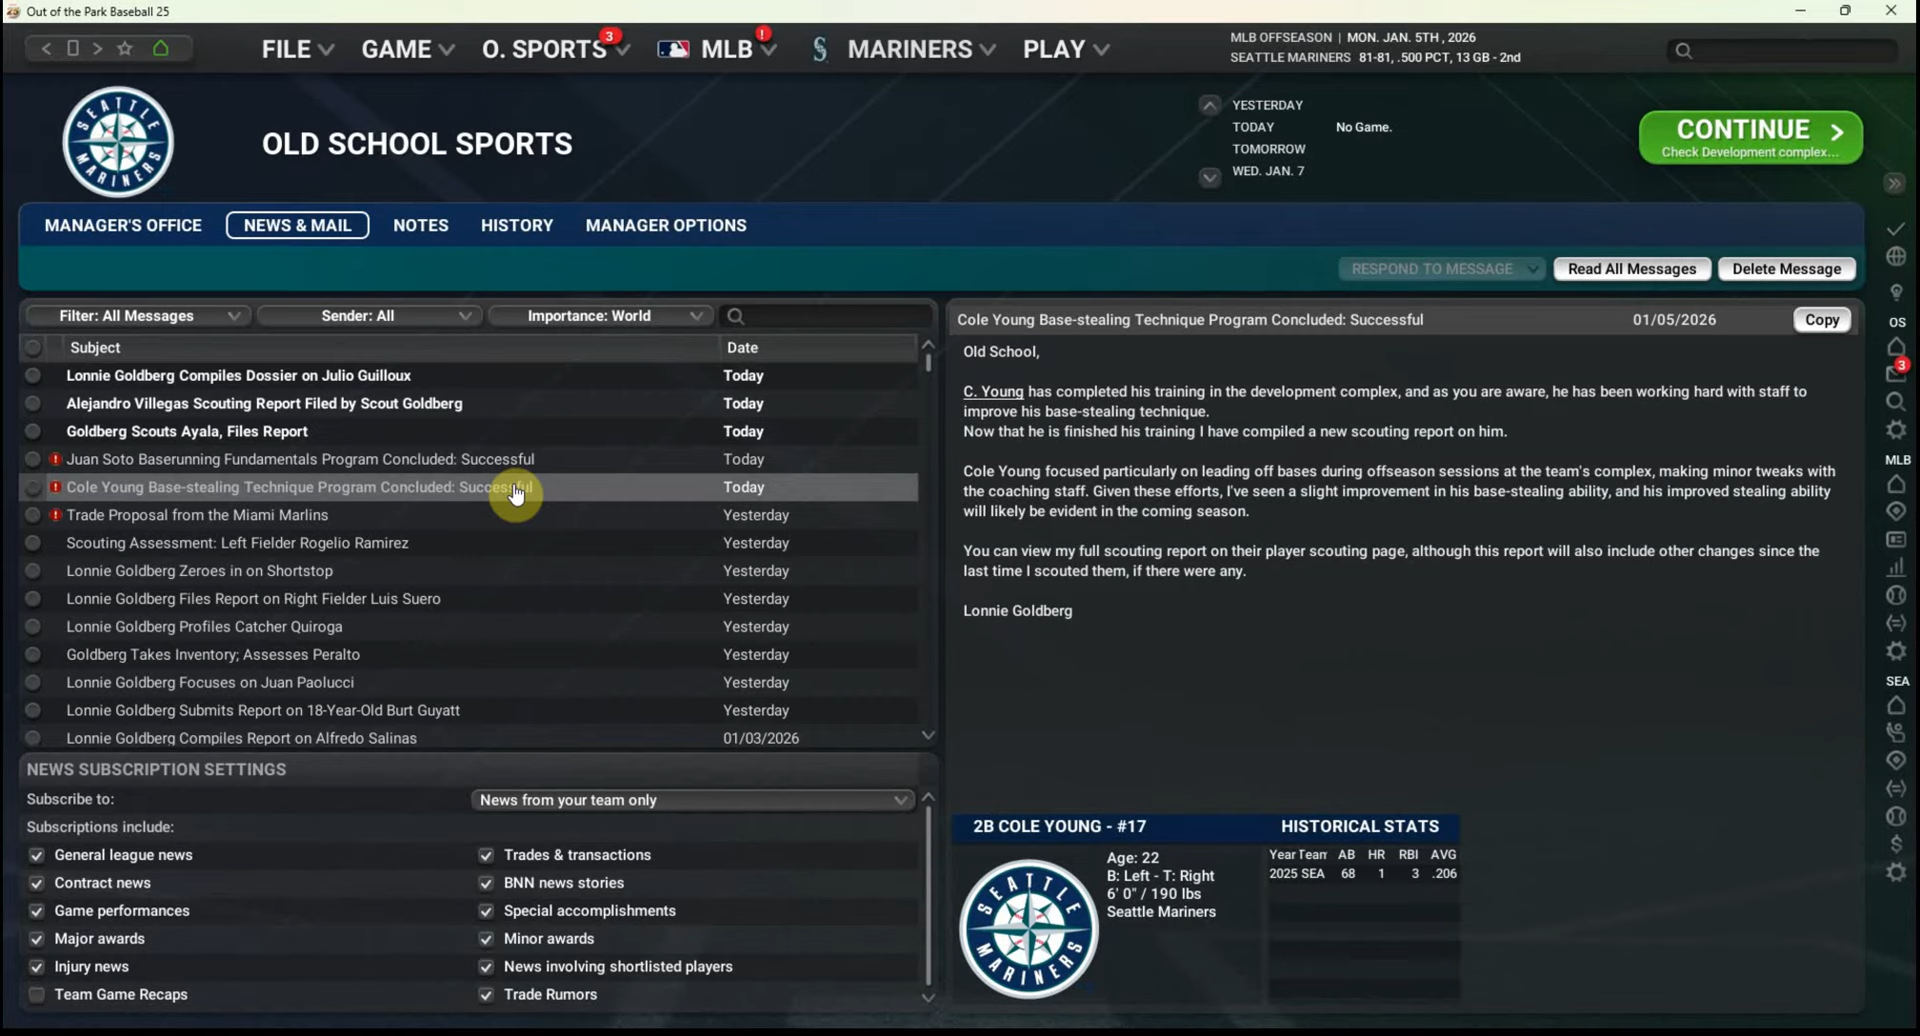 Out of the Park Baseball 25
FILE
GAME
O. SPORTS
3
MLB
!
MARINERS
PLAY
MLB OFFSEASON | MON. JAN. 5TH , 2026
SEATTLE MARINERS 81-81, .500 PCT, 13 GB - 2nd
SEATTLE
MARINERS
OLD SCHOOL SPORTS
YESTERDAY
TODAY No Game.
TOMORROW
WED. JAN. 7
CONTINUE >
Check Development complex...
MANAGER'S OFFICE
NEWS & MAIL
NOTES
HISTORY
MANAGER OPTIONS
RESPOND TO MESSAGE
Read All Messages
Delete Message
Filter: All Messages
Sender: All
Importance: World
Subject Date
Lonnie Goldberg Compiles Dossier on Julio Guilloux Today
Alejandro Villegas Scouting Report Filed by Scout Goldberg Today
Goldberg Scouts Ayala, Files Report Today
! Juan Soto Baserunning Fundamentals Program Concluded: Successful Today
! Cole Young Base-stealing Technique Program Concluded: Successful Today
! Trade Proposal from the Miami Marlins Yesterday
Scouting Assessment: Left Fielder Rogelio Ramirez Yesterday
Lonnie Goldberg Zeroes in on Shortstop Yesterday
Lonnie Goldberg Files Report on Right Fielder Luis Suero Yesterday
Lonnie Goldberg Profiles Catcher Quiroga Yesterday
Goldberg Takes Inventory; Assesses Peralto Yesterday
Lonnie Goldberg Focuses on Juan Paolucci Yesterday
Lonnie Goldberg Submits Report on 18-Year-Old Burt Guyatt Yesterday
Lonnie Goldberg Compiles Report on Alfredo Salinas 01/03/2026
Cole Young Base-stealing Technique Program Concluded: Successful 01/05/2026 Copy
Old School,
C. Young has completed his training in the development complex, and as you are aware, he has been working hard with staff to
improve his base-stealing technique.
Now that he is finished his training I have compiled a new scouting report on him.
Cole Young focused particularly on leading off bases during offseason sessions at the team's complex, making minor tweaks with
the coaching staff. Given these efforts, I've seen a slight improvement in his base-stealing ability, and his improved stealing ability
will likely be evident in the coming season.
You can view my full scouting report on their player scouting page, although this report will also include other changes since the
last time I scouted them, if there were any.
Lonnie Goldberg
NEWS SUBSCRIPTION SETTINGS
Subscribe to: News from your team only
Subscriptions include:
General league news Trades & transactions
Contract news BNN news stories
Game performances Special accomplishments
Major awards Minor awards
Injury news News involving shortlisted players
Team Game Recaps Trade Rumors
2B COLE YOUNG - #17
SEATTLE
MARINERS
Age: 22
B: Left - T: Right
6' 0" / 190 lbs
Seattle Mariners
HISTORICAL STATS
Year Team AB HR RBI AVG
2025 SEA 68 1 3 .206
OS
3
MLB
SEA